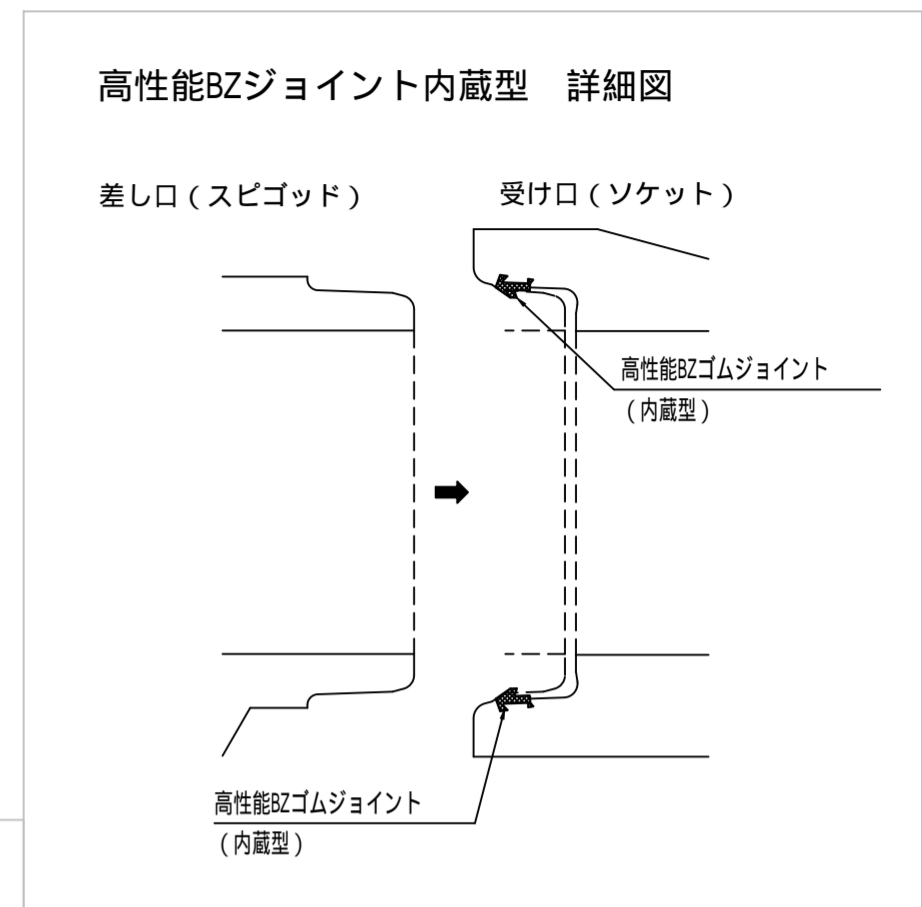 高性能BZジョイント内蔵型　詳細図
差し口（スピゴッド）
受け口（ソケット）
高性能BZゴムジョイント
（内蔵型）
高性能BZゴムジョイント
（内蔵型）